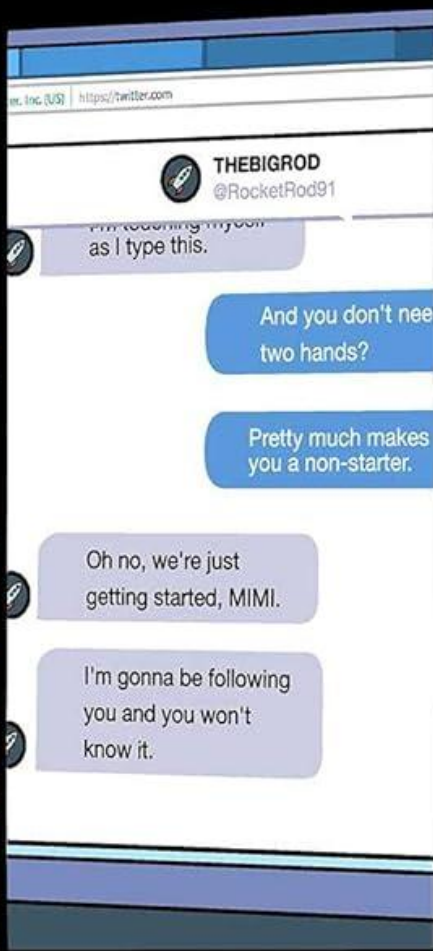 Inc. (US) https://twitter.com
THEBIGROD
@RocketRod91
I'm touching myself
as I type this.
And you don't nee
two hands?
Pretty much makes
you a non-starter.
Oh no, we're just
getting started, MIMI.
I'm gonna be following
you and you won't
know it.